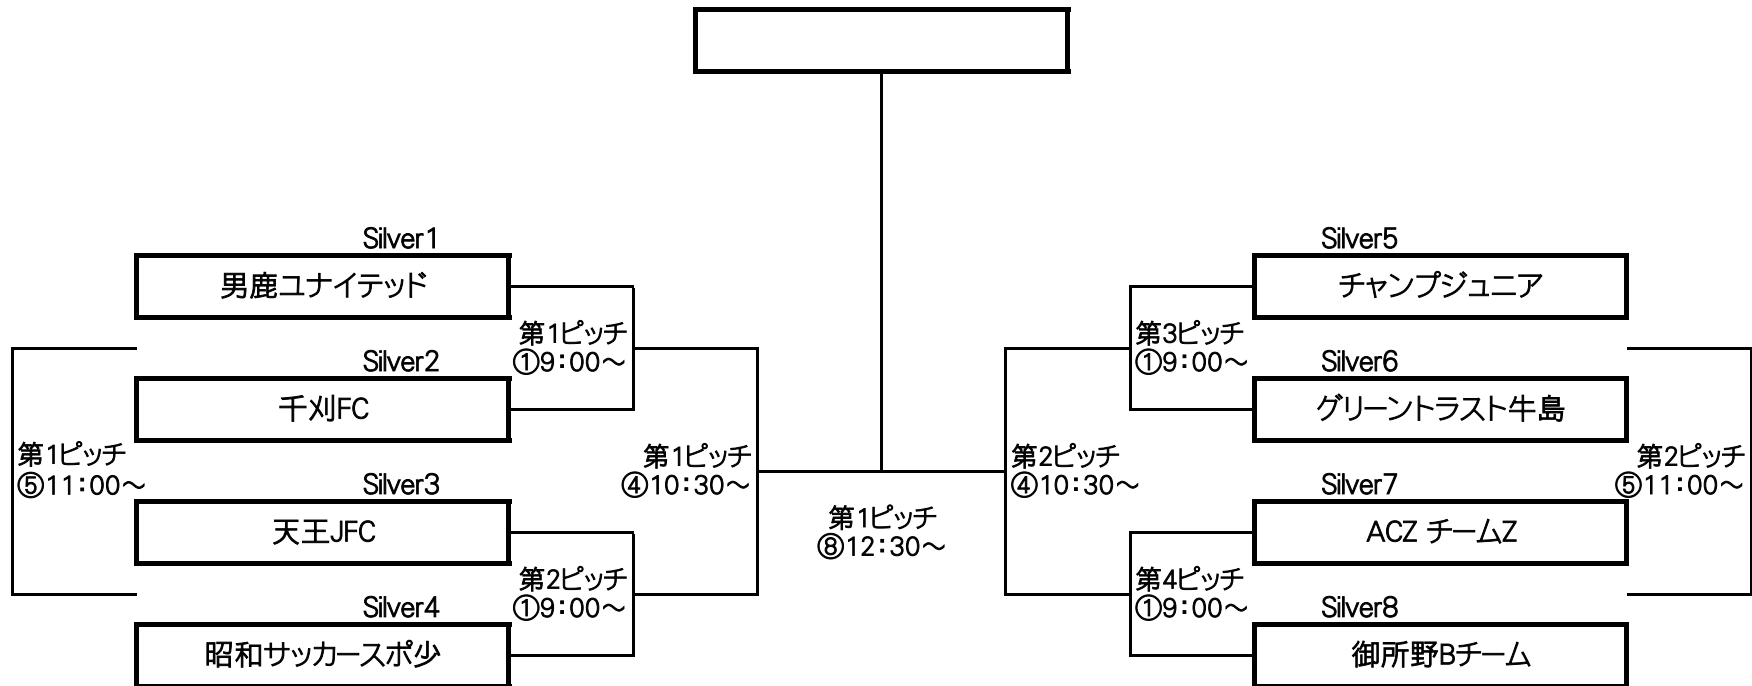 Silver1
男鹿ユナイテッド
Silver5
チャンプジュニア
第1ピッチ
①9：00～
第3ピッチ
①9：00～
Silver2
千刈FC
Silver6
グリーントラスト牛島
第1ピッチ
⑤11：00～
第1ピッチ
④10：30～
第2ピッチ
④10：30～
第2ピッチ
⑤11：00～
Silver3
天王JFC
Silver7
ACZ チームZ
第1ピッチ
⑧12：30～
第2ピッチ
①9：00～
第4ピッチ
①9：00～
Silver4
昭和サッカースポ少
Silver8
御所野Bチーム